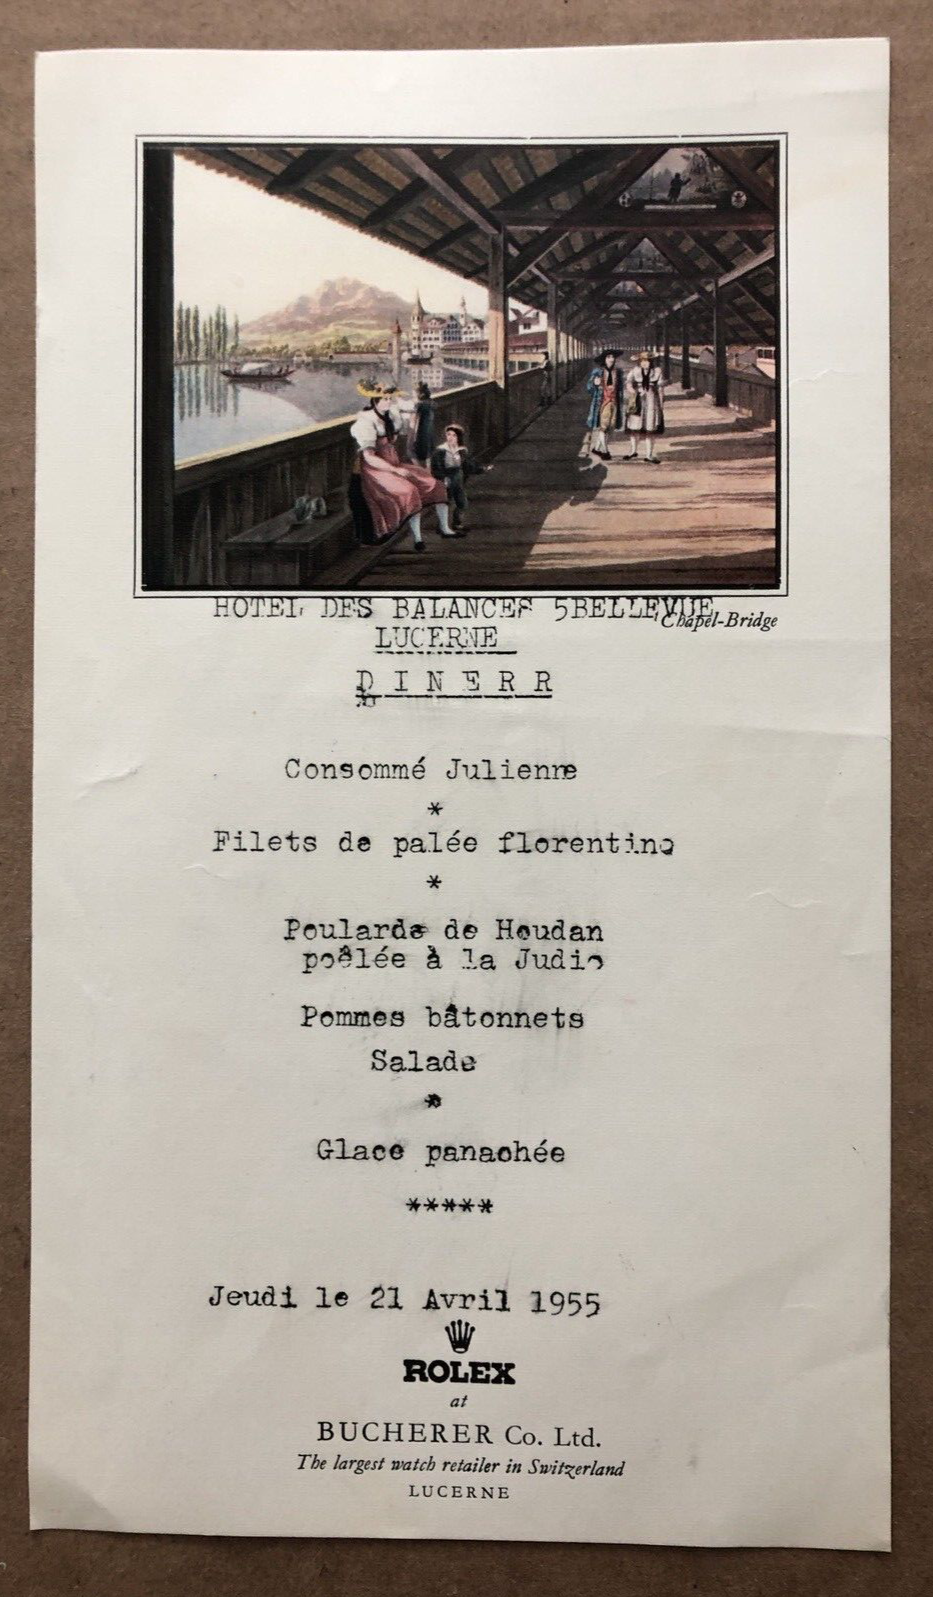 HOTEL DES BALANCES 5BELLEVUE
Chapel-Bridge
LUCERNE
D I N E R R
Consommé Julienne
*
Filets de palée florentine
*
Poularde de Houdan
poêlée à la Judic
Pommes bâtonnets
Salade
*
Glace panachée
*****
Jeudi le 21 Avril 1955
ROLEX
at
BUCHERER Co. Ltd.
The largest watch retailer in Switzerland
LUCERNE